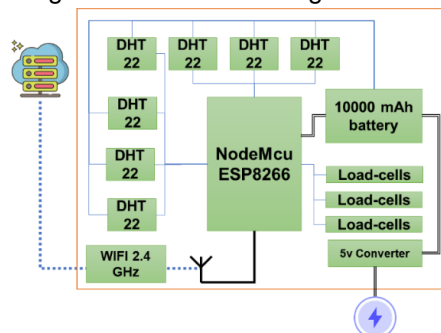 DHT
22
DHT
22
DHT
22
DHT
22
DHT
22
DHT
22
DHT
22
NodeMcu
ESP8266
10000 mAh
battery
Load-cells
Load-cells
Load-cells
5v Converter
WIFI 2.4
GHz